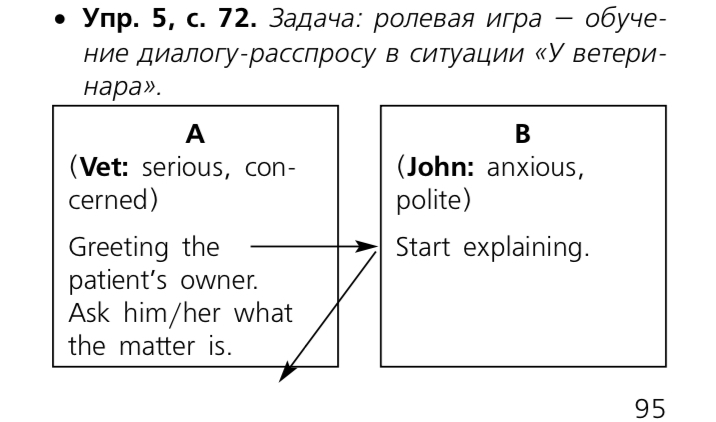 • Упр. 5, с. 72. Задача: ролевая игра — обуче-
ние диалогу-расспросу в ситуации «У ветери-
нара».
A
(Vet: serious, con-
cerned)
Greeting the
patient’s owner.
Ask him/her what
the matter is.
B
(John: anxious,
polite)
Start explaining.
95